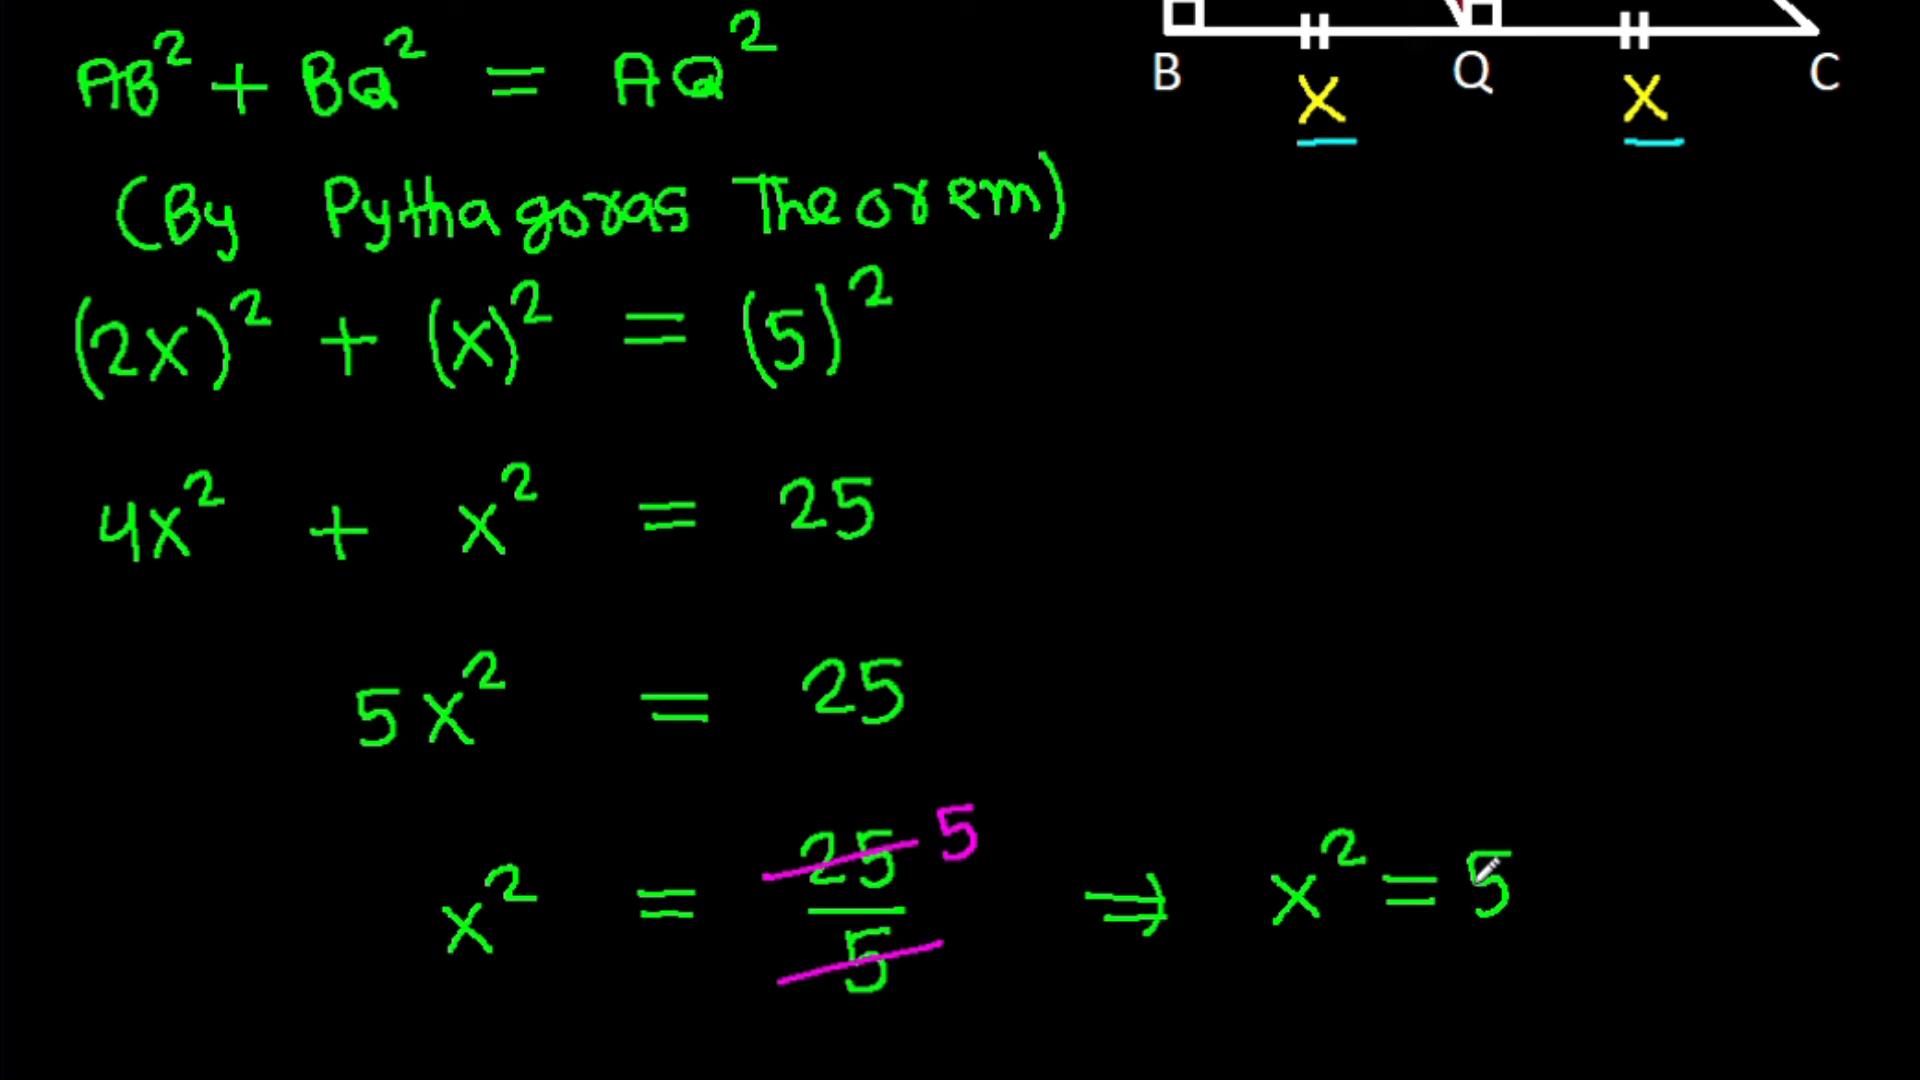 AB² + BQ² = AQ²
B Q C
x x
(By Pythagoras Theorem)
(2x)² + (x)² = (5)²
4x² + x² = 25
5x² = 25
x² = 25/5 5 ⇒ x² = 5